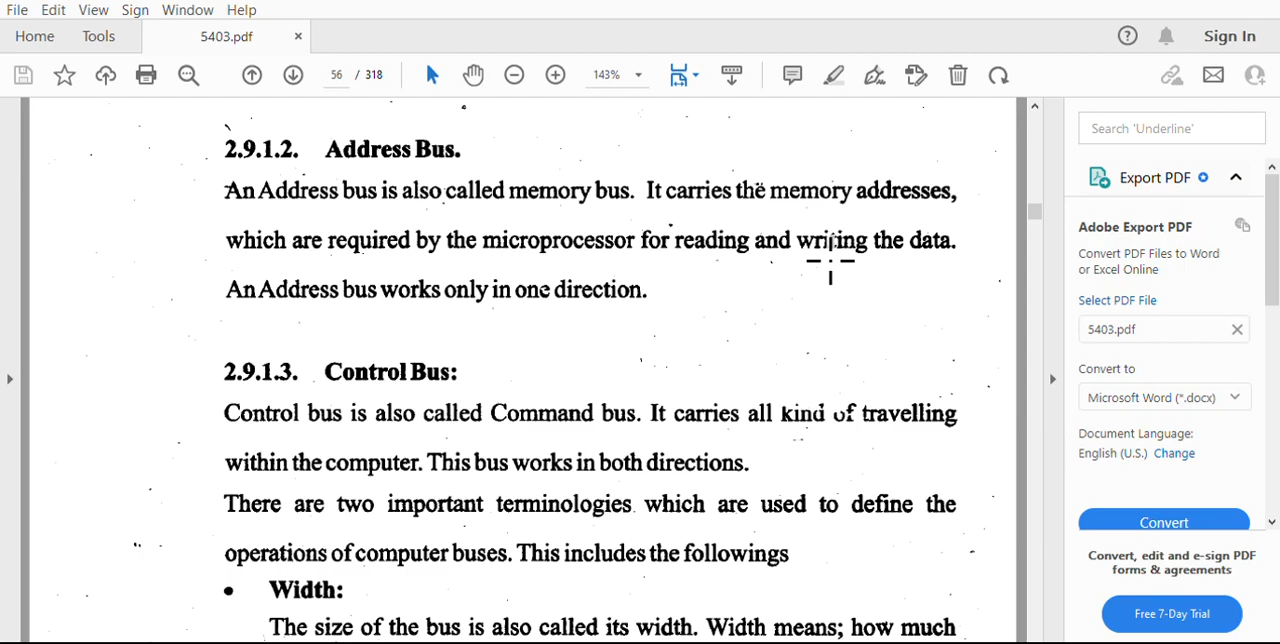 File Edit View Sign Window Help
Home Tools 5403.pdf × Sign In
56 / 318 143%
2.9.1.2. Address Bus.
An Address bus is also called memory bus. It carries the memory addresses,
which are required by the microprocessor for reading and writing the data.
An Address bus works only in one direction.
2.9.1.3. Control Bus:
Control bus is also called Command bus. It carries all kind of travelling
within the computer. This bus works in both directions.
There are two important terminologies which are used to define the
operations of computer buses. This includes the followings
• Width:
The size of the bus is also called its width. Width means; how much
Search 'Underline'
Export PDF
Adobe Export PDF
Convert PDF Files to Word
or Excel Online
Select PDF File
5403.pdf
Convert to
Microsoft Word (*.docx)
Document Language:
English (U.S.) Change
Convert
Convert, edit and e-sign PDF
forms & agreements
Free 7-Day Trial